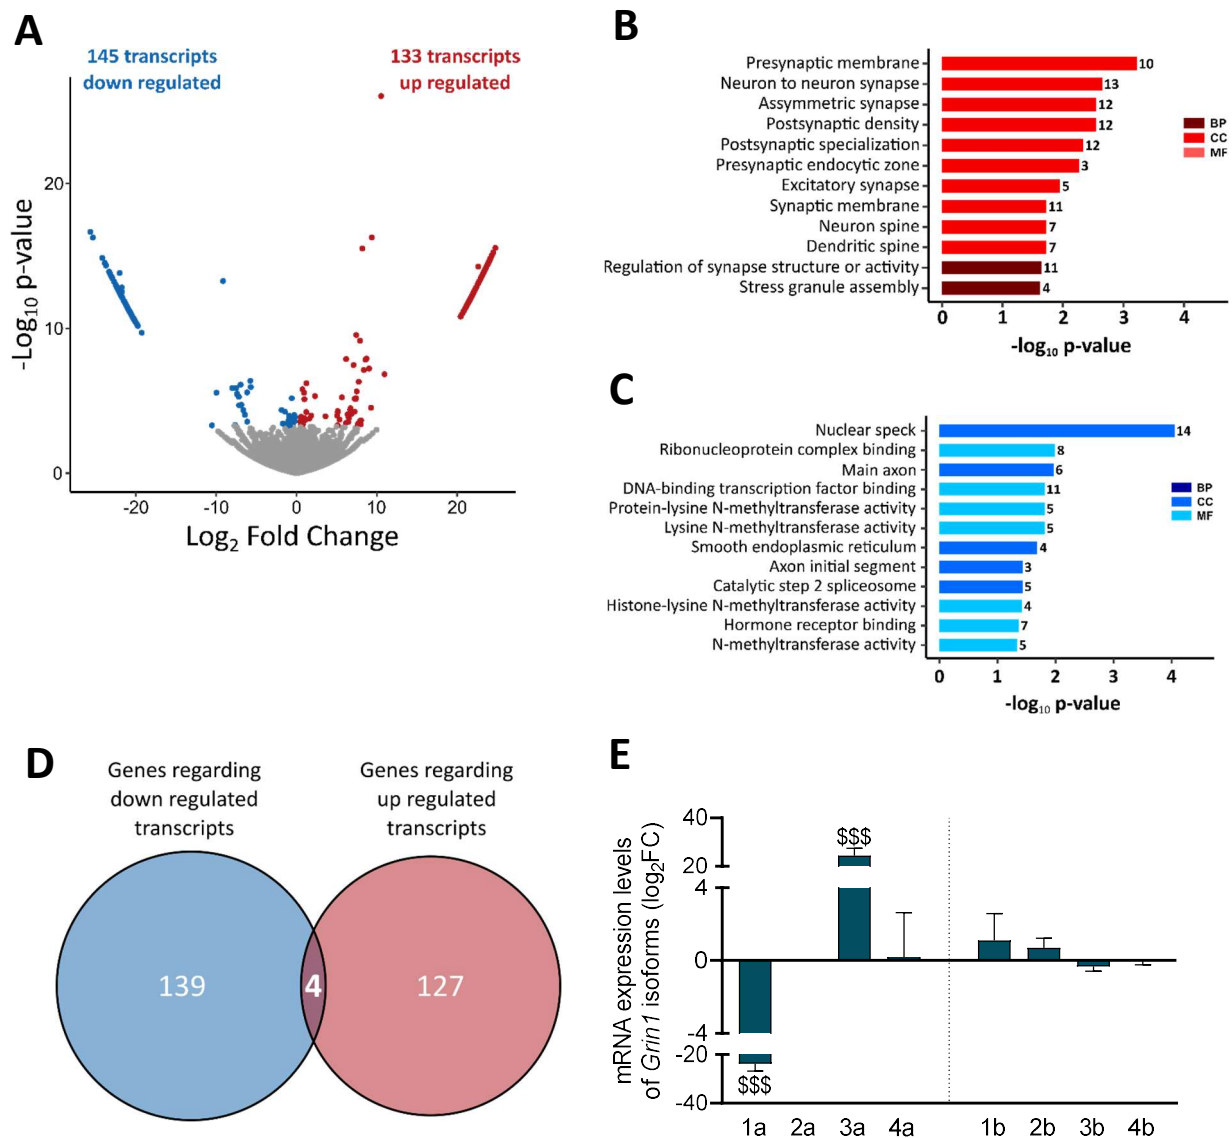 A
145 transcripts
down regulated
133 transcripts
up regulated
-Log10 p-value
20
10
0
-20
-10
0
10
20
Log2 Fold Change
B
Presynaptic membrane
Neuron to neuron synapse
Assymmetric synapse
Postsynaptic density
Postsynaptic specialization
Presynaptic endocytic zone
Excitatory synapse
Synaptic membrane
Neuron spine
Dendritic spine
Regulation of synapse structure or activity
Stress granule assembly
10
13
12
12
12
3
5
11
7
7
11
4
BP
CC
MF
0
1
2
3
4
-log10 p-value
C
Nuclear speck
Ribonucleoprotein complex binding
Main axon
DNA-binding transcription factor binding
Protein-lysine N-methyltransferase activity
Lysine N-methyltransferase activity
Smooth endoplasmic reticulum
Axon initial segment
Catalytic step 2 spliceosome
Histone-lysine N-methyltransferase activity
Hormone receptor binding
N-methyltransferase activity
14
8
6
11
5
5
4
3
5
4
7
5
BP
CC
MF
0
1
2
3
4
-log10 p-value
D
Genes regarding
down regulated
transcripts
Genes regarding
up regulated
transcripts
139
4
127
E
mRNA expression levels
of Grin1 isoforms (log2FC)
40
20
4
0
-4
-20
-40
$$$
$$$
1a
2a
3a
4a
1b
2b
3b
4b